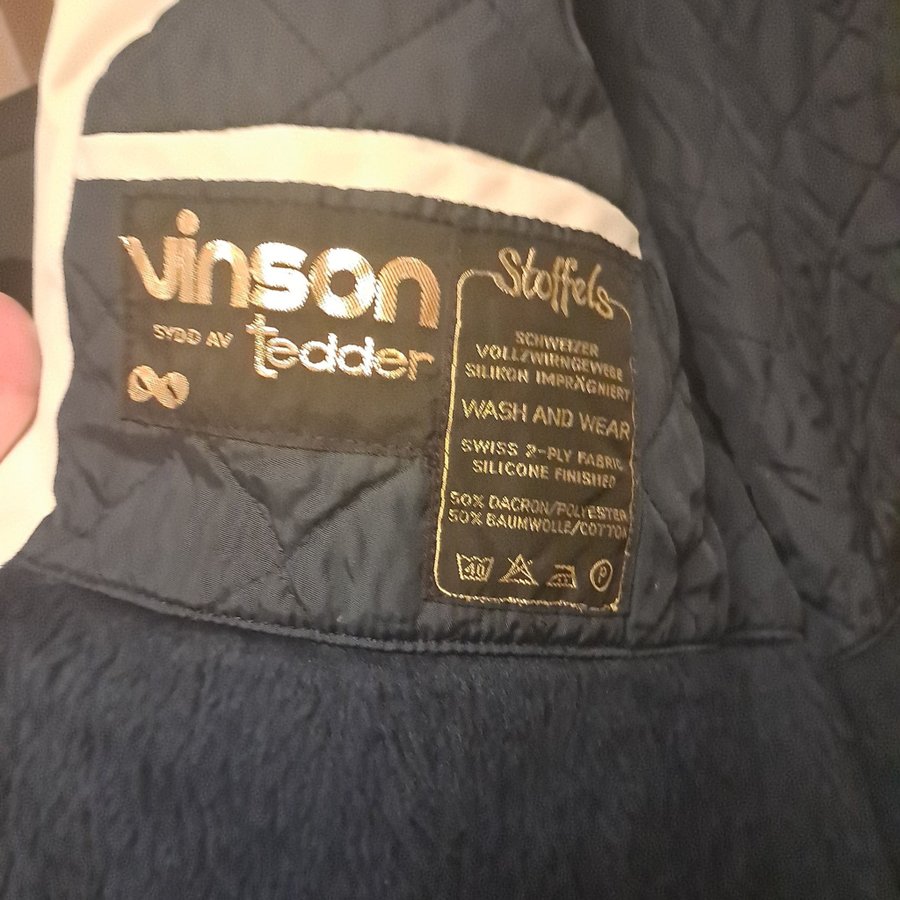 vinson
SYDD AV tedder
Stoffels
SCHWEIZER
VOLLZWIRNGEWEBE
SILIKON IMPRÄGNIERT
WASH AND WEAR
SWISS 2-PLY FABRIC
SILICONE FINISHED
50% DACRON/POLYESTER
50% BAUMWOLLE/COTTON
40 P